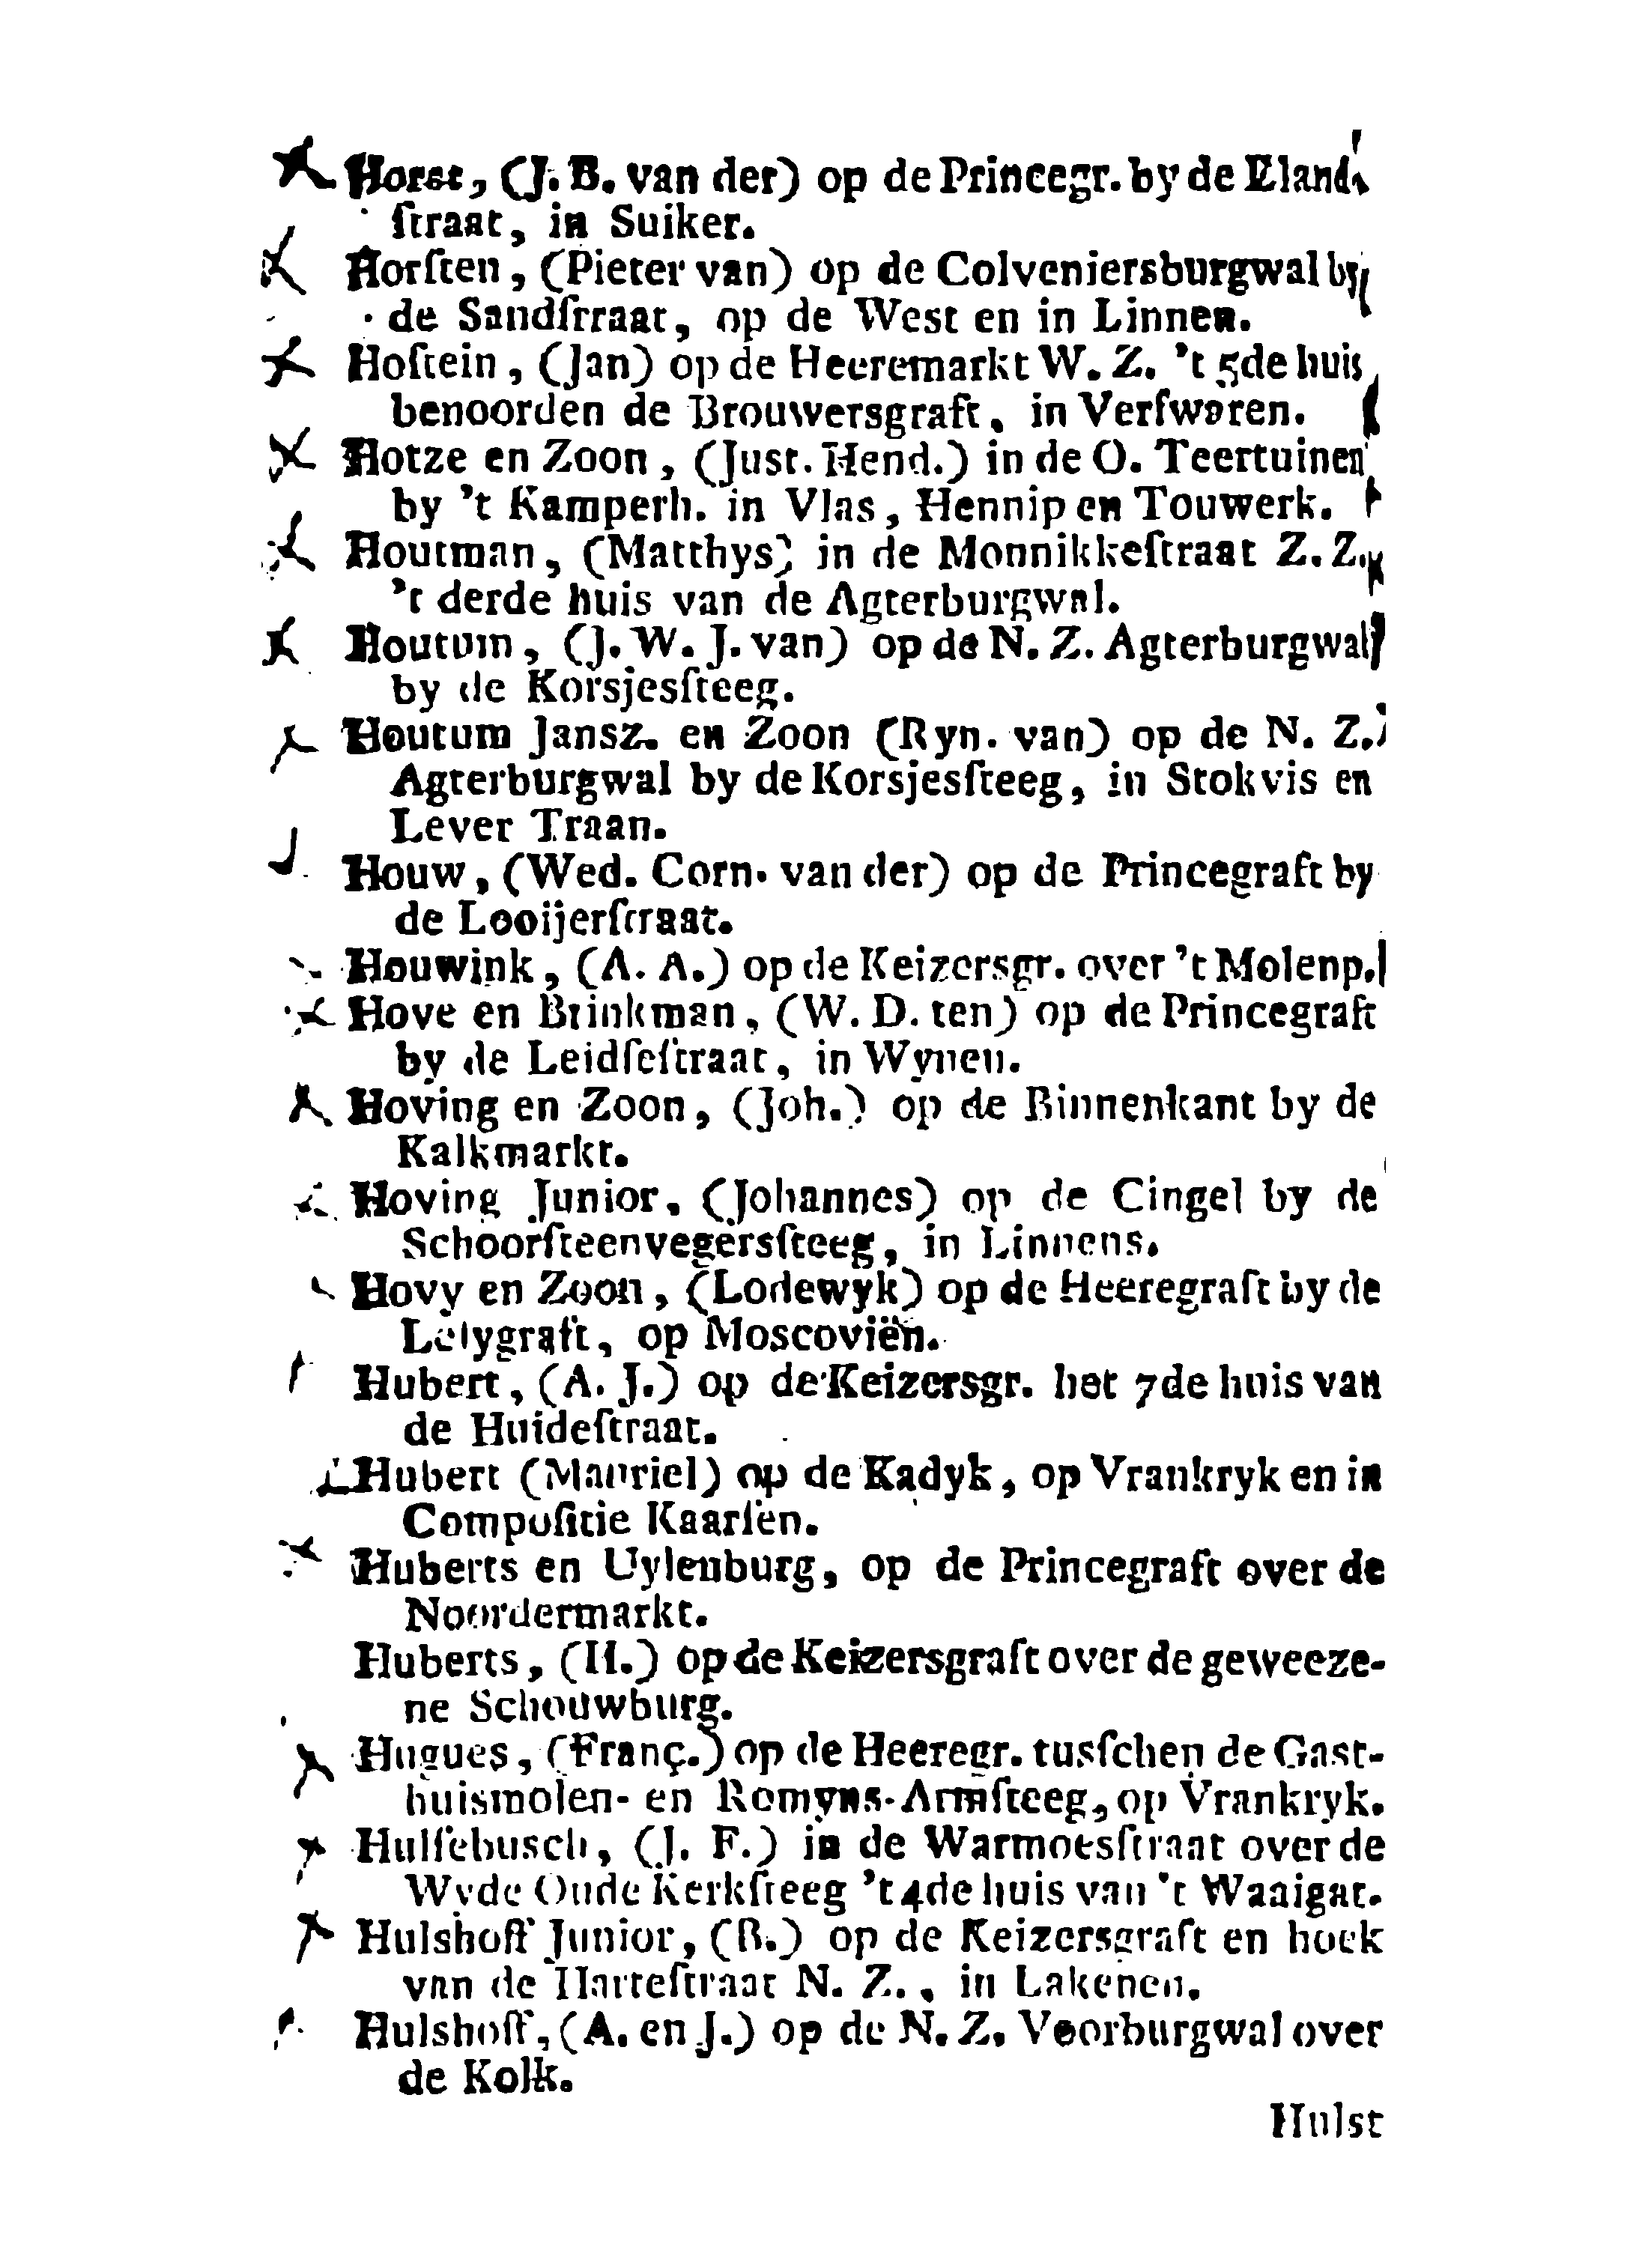 Horst, (J. B. van der) op de Princegr. by de Elands
ſtraat, in Suiker.
Horſten, (Pieter van) op de Colveniersburgwal by
de Sandſtraat, op de West en in Linnen.
Hoſtein, (Jan) op de Heeremarkt W. Z. 't 5de huis
benoorden de Brouwersgraft, in Verfwaren.
Hotze en Zoon, (Just. Hend.) in de O. Teertuinen
by 't Kamperh. in Vlas, Hennip en Touwerk.
Houtman, (Matthys) in de Monnikkeſtraat Z. Z.
't derde huis van de Agterburgwal.
Houtum, (J. W. J. van) op de N. Z. Agterburgwal
by de Korsjesſteeg.
Houtum Jansz. en Zoon (Ryn. van) op de N. Z.
Agterburgwal by de Korsjesſteeg, in Stokvis en
Lever Traan.
Houw, (Wed. Corn. van der) op de Princegraft by
de Looijerſtraat.
Houwink, (A. A.) op de Keizersgr. over 't Molenp.
Hove en Brinkman, (W. D. ten) op de Princegraft
by de Leidſeſtraat, in Wynen.
Hoving en Zoon, (Joh.) op de Binnenkant by de
Kalkmarkt.
Hoving Junior, (Johannes) op de Cingel by de
Schoorſteenvegersſteeg, in Linnens.
Hovy en Zoon, (Lodewyk) op de Heeregraft by de
Lelygraft, op Moscoviën.
Hubert, (A. J.) op de Keizersgr. het 7de huis van
de Huideſtraat.
Hubert (Mauriel) op de Kadyk, op Vrankryk en in
Compoſitie Kaarſen.
Huberts en Uylenburg, op de Princegraft over de
Noordermarkt.
Huberts, (H.) op de Keizersgraft over de geweeze-
ne Schouwburg.
Hugues, (Franç.) op de Heeregr. tusſchen de Gast-
huismolen- en Romyns-Armſteeg, op Vrankryk.
Hulſebusch, (J. F.) in de Warmoesſtraat over de
Wyde Oude Kerkſteeg 't 4de huis van 't Waaigat.
Hulshoff Junior, (R.) op de Keizersgraft en hoek
van de Harteſtraat N. Z., in Lakenen.
Hulshoff, (A. en J.) op de N. Z. Voorburgwal over
de Kolk.
Hulst